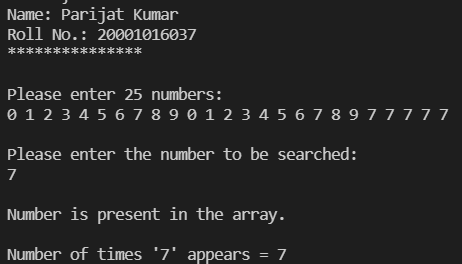 Name: Parijat Kumar
Roll No.: 20001016037
***************
Please enter 25 numbers:
0 1 2 3 4 5 6 7 8 9 0 1 2 3 4 5 6 7 8 9 7 7 7 7 7
Please enter the number to be searched:
7
Number is present in the array.
Number of times '7' appears = 7